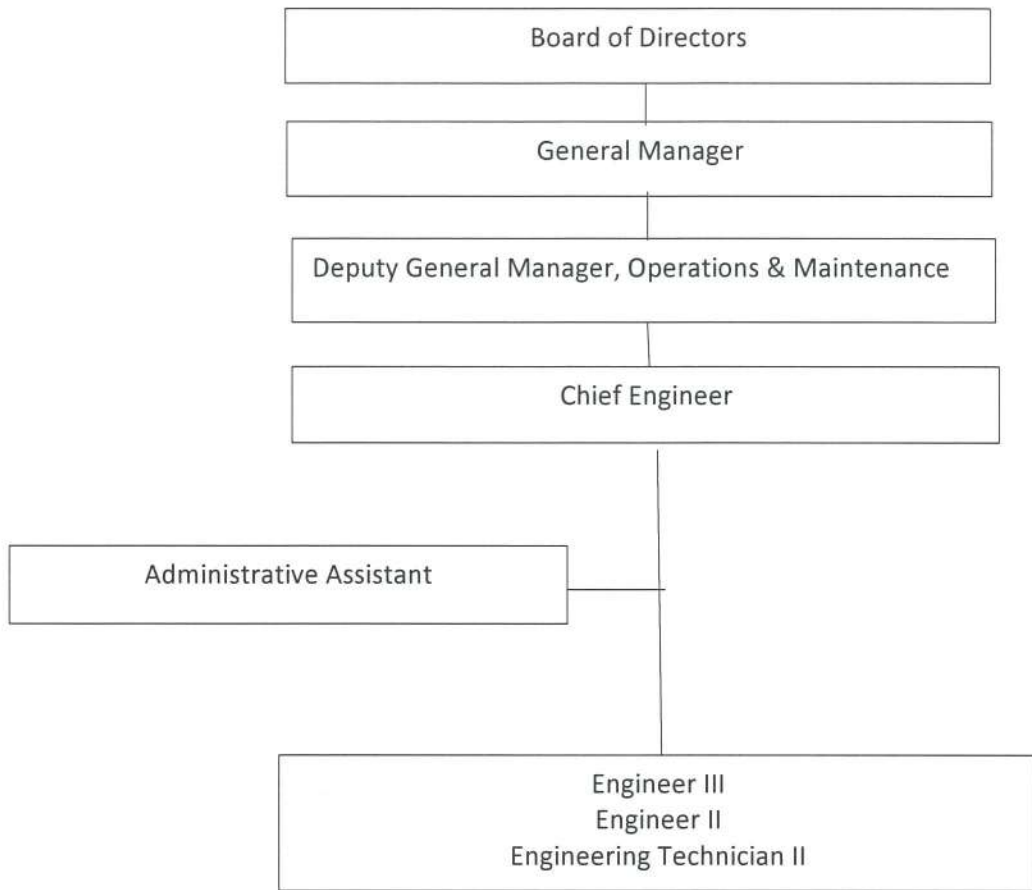 Board of Directors
General Manager
Deputy General Manager, Operations & Maintenance
Chief Engineer
Administrative Assistant
Engineer III
Engineer II
Engineering Technician II